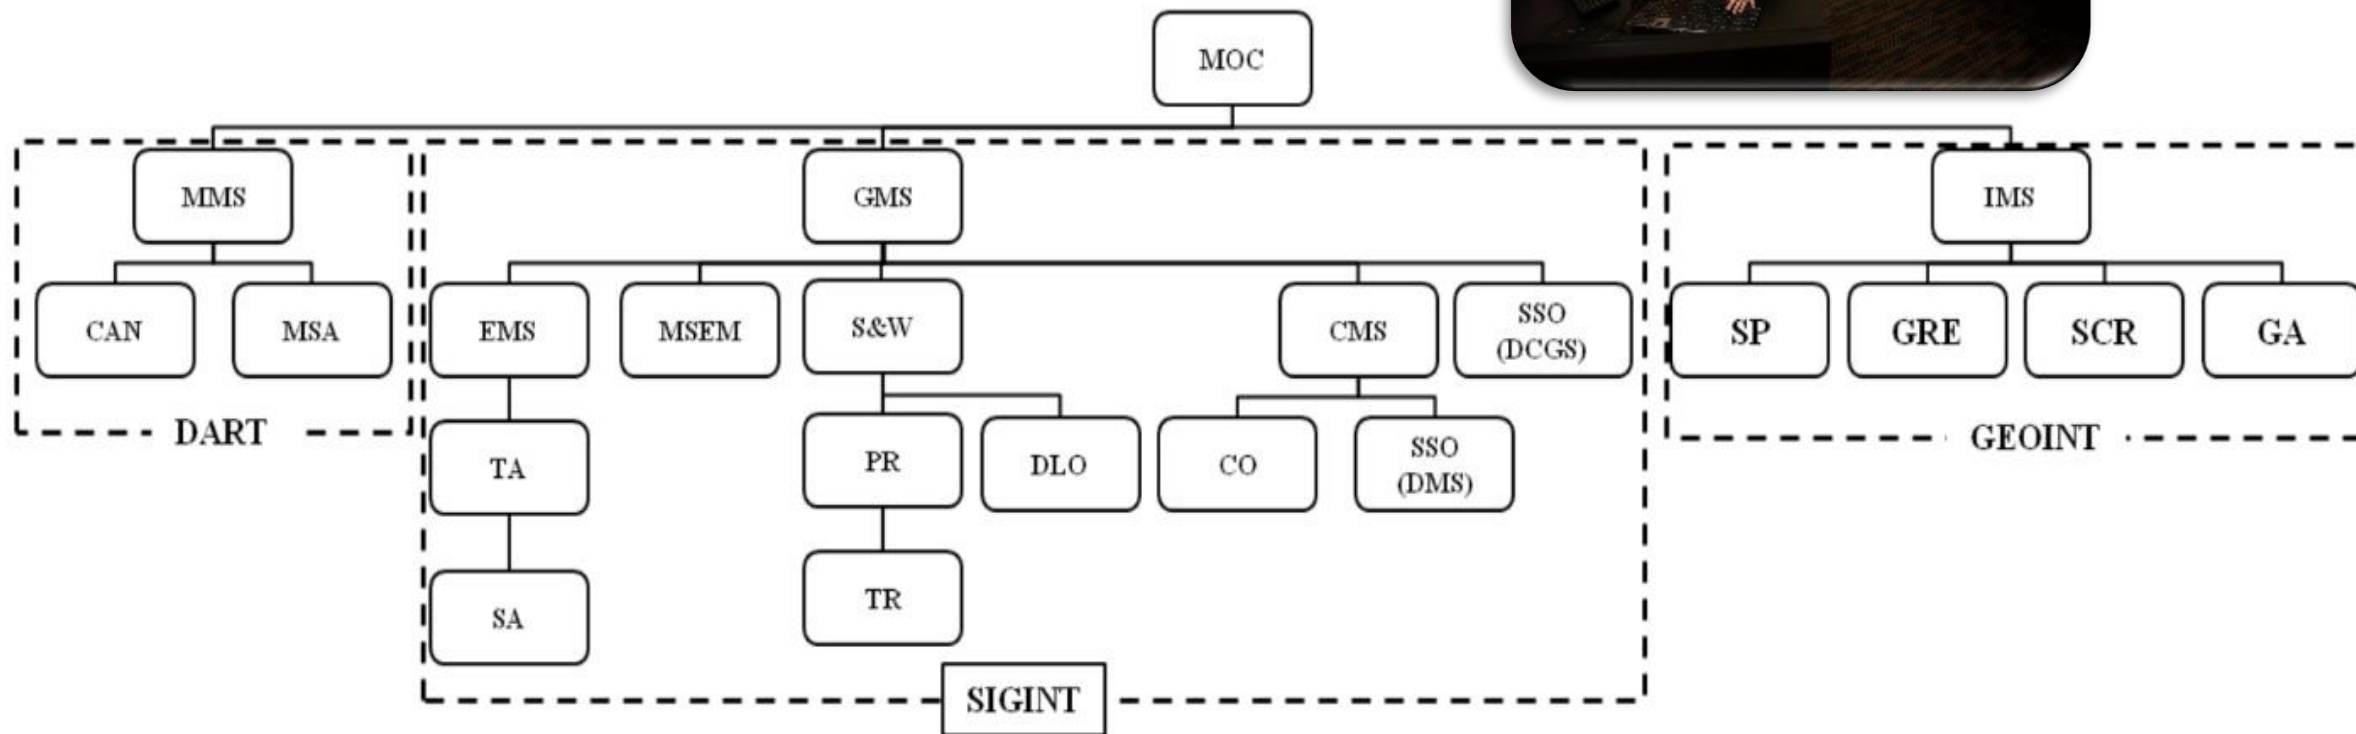 MOC
MMS
GMS
IMS
CAN
MSA
EMS
MSEM
S&W
CMS
SSO
(DCGS)
SP
GRE
SCR
GA
DART
TA
PR
DLO
CO
SSO
(DMS)
GEOINT
SA
TR
SIGINT